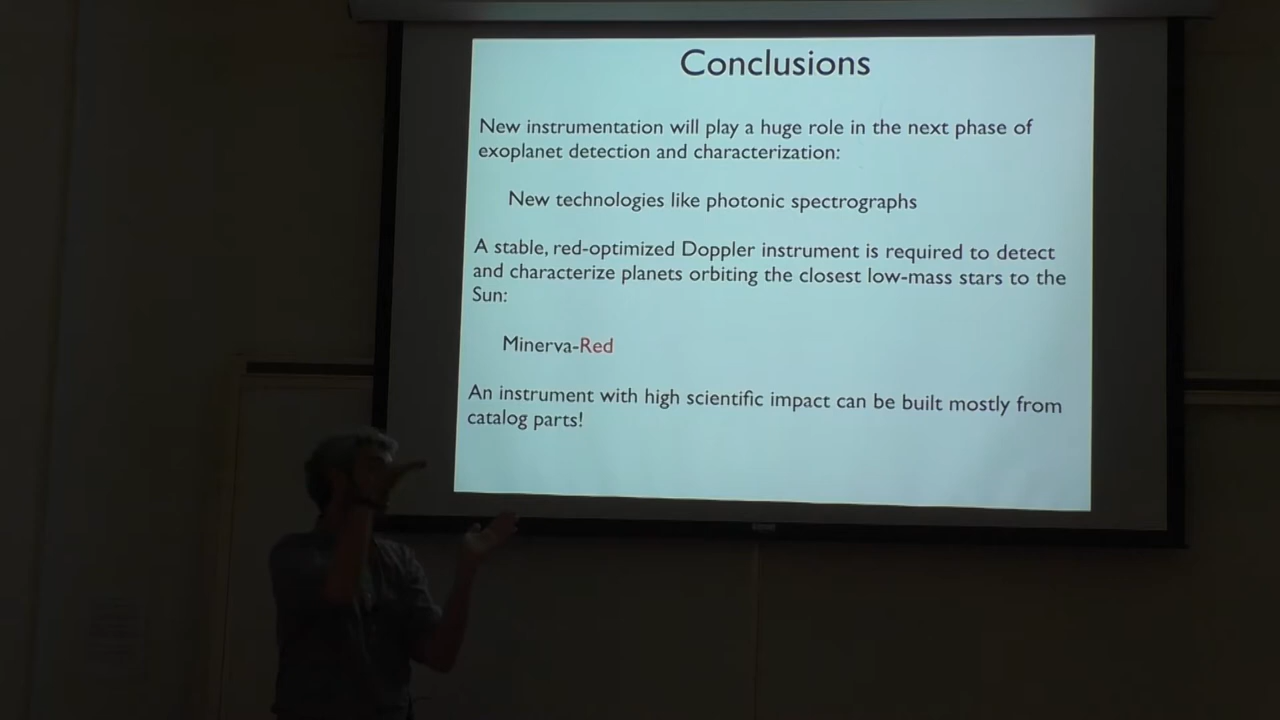 Conclusions
New instrumentation will play a huge role in the next phase of
exoplanet detection and characterization:
New technologies like photonic spectrographs
A stable, red-optimized Doppler instrument is required to detect
and characterize planets orbiting the closest low-mass stars to the
Sun:
Minerva-Red
An instrument with high scientific impact can be built mostly from
catalog parts!